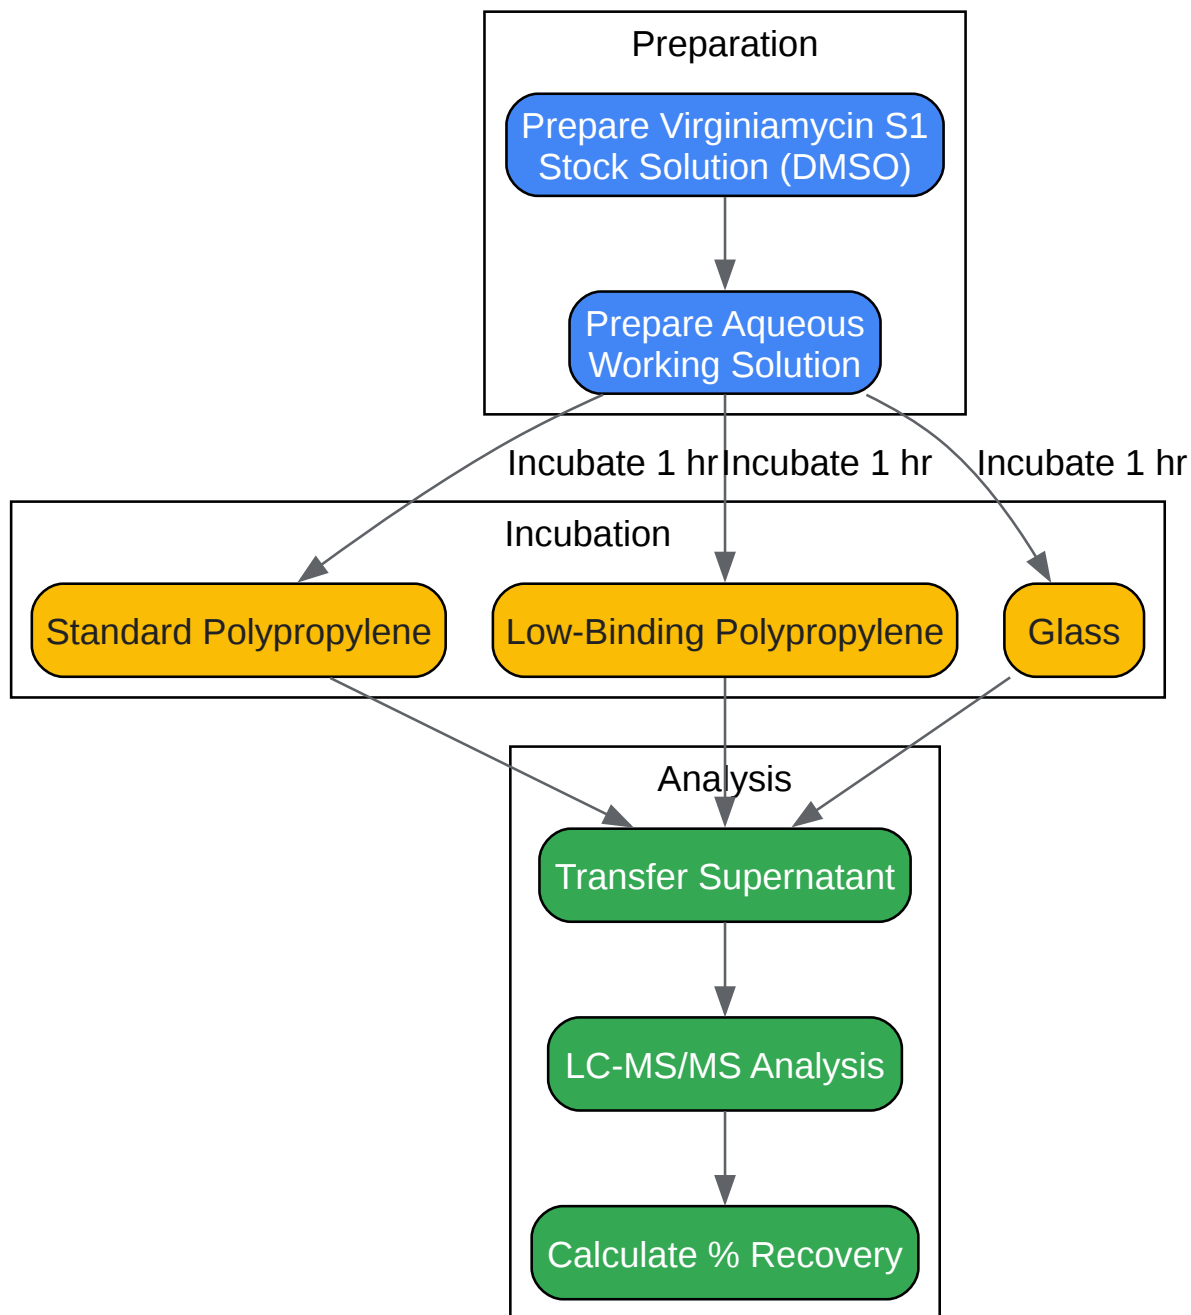 Preparation
Prepare Virginiamycin S1
Stock Solution (DMSO)
Prepare Aqueous
Working Solution
Incubate 1 hr
Incubate 1 hr
Incubate 1 hr
Incubation
Standard Polypropylene
Low-Binding Polypropylene
Glass
Analysis
Transfer Supernatant
LC-MS/MS Analysis
Calculate % Recovery